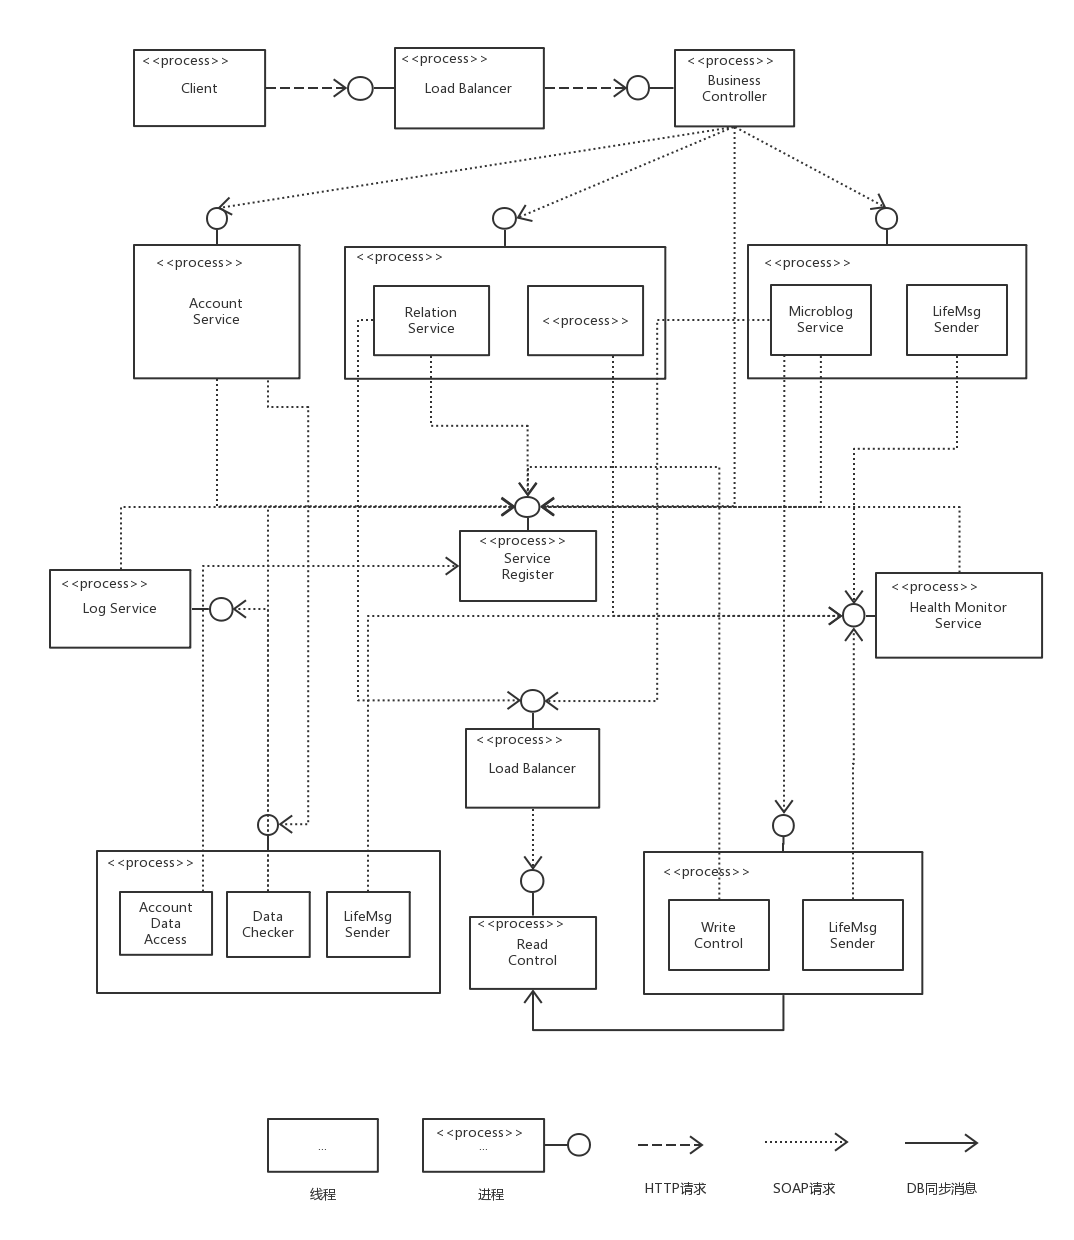 <<process>>
Client
<<process>>
Load Balancer
<<process>>
Business
Controller
<<process>>
Account
Service
<<process>>
Relation
Service
<<process>>
<<process>>
Microblog
Service
LifeMsg
Sender
<<process>>
Service
Register
<<process>>
Log Service
<<process>>
Health Monitor
Service
<<process>>
Load Balancer
<<process>>
Account
Data
Access
Data
Checker
LifeMsg
Sender
<<process>>
Read
Control
<<process>>
Write
Control
LifeMsg
Sender
...
线程
<<process>>
...
进程
HTTP请求
SOAP请求
DB同步消息